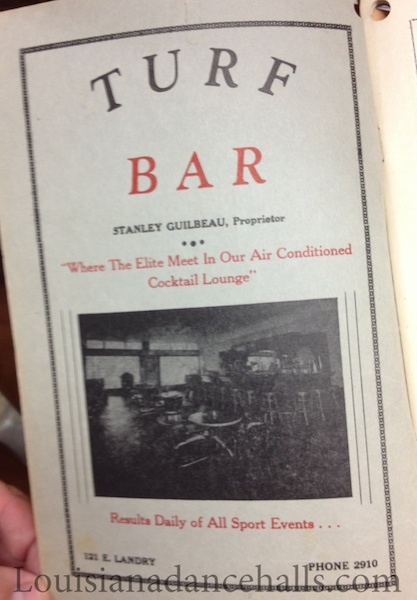 TURF
BAR
STANLEY GUILBEAU, Proprietor
"Where The Elite Meet In Our Air Conditioned
Cocktail Lounge"
Results Daily of All Sport Events . . .
121 E. LANDRY
PHONE 2910
Louisianadancehalls.com